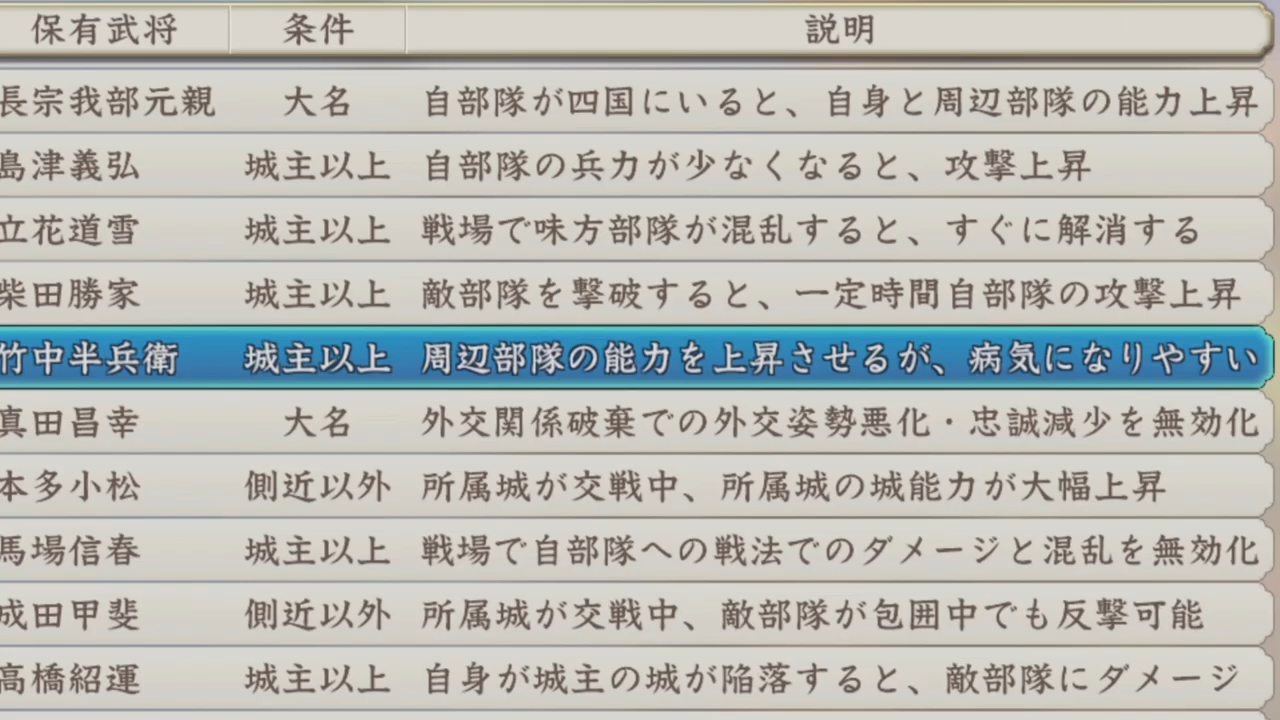 保有武将 条件 説明
長宗我部元親 大名 自部隊が四国にいると、自身と周辺部隊の能力上昇
島津義弘 城主以上 自部隊の兵力が少なくなると、攻撃上昇
立花道雪 城主以上 戦場で味方部隊が混乱すると、すぐに解消する
柴田勝家 城主以上 敵部隊を撃破すると、一定時間自部隊の攻撃上昇
竹中半兵衛 城主以上 周辺部隊の能力を上昇させるが、病気になりやすい
真田昌幸 大名 外交関係破棄での外交姿勢悪化・忠誠減少を無効化
本多小松 側近以外 所属城が交戦中、所属城の城能力が大幅上昇
馬場信春 城主以上 戦場で自部隊への戦法でのダメージと混乱を無効化
成田甲斐 側近以外 所属城が交戦中、敵部隊が包囲中でも反撃可能
高橋紹運 城主以上 自身が城主の城が陥落すると、敵部隊にダメージ